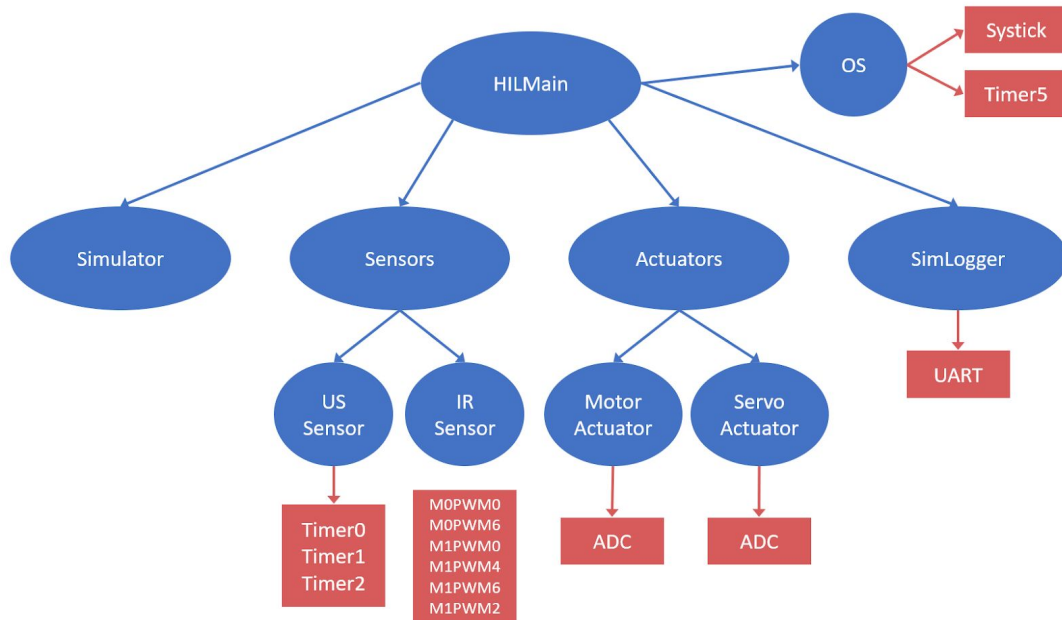 HILMain
OS
Systick
Timer5
Simulator
Sensors
Actuators
SimLogger
US
Sensor
IR
Sensor
Motor
Actuator
Servo
Actuator
UART
Timer0
Timer1
Timer2
M0PWM0
M0PWM6
M1PWM0
M1PWM4
M1PWM6
M1PWM2
ADC
ADC